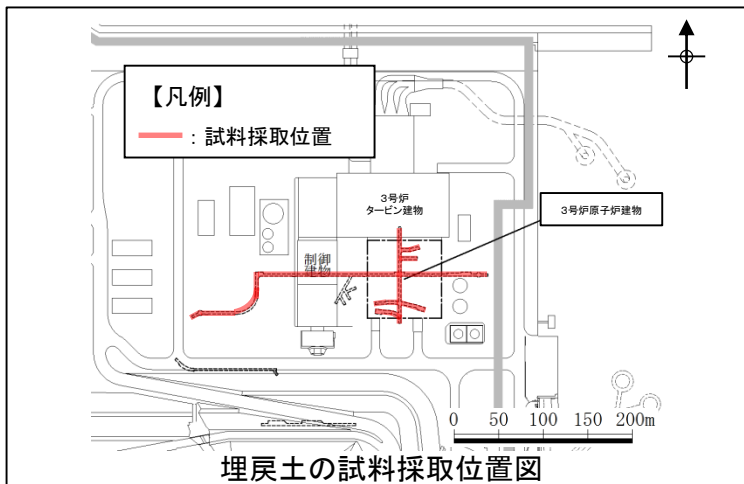 【凡例】
：試料採取位置
3号炉
タービン建物
3号炉原子炉建物
制御
建物
0 50 100 150 200m
埋戻土の試料採取位置図